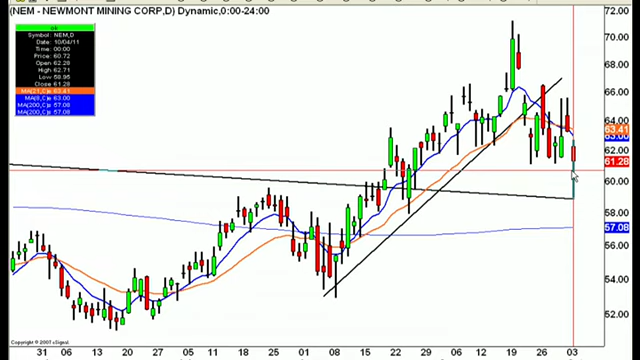 (NEM - NEWMONT MINING CORP,D) Dynamic,0:00-24:00
Symbol: NEM,D
Date: 10/04/11
Time: 00:00
Price: 60.72
Open 62.28
High 62.71
Low 58.95
Close 61.28
MA(21,C)a 63.41
MA(8,C)a 63.00
MA(200,C)a 57.08
MA(200,C)a 57.08
72.00
70.00
68.00
66.00
64.00
63.41
63.00
62.00
61.28
60.00
58.00
57.08
56.00
54.00
52.00
Copyright © 2007 eSignal.
31 06 13 20 27 11 18 25 01 08 15 22 29 06 12 19 26 03